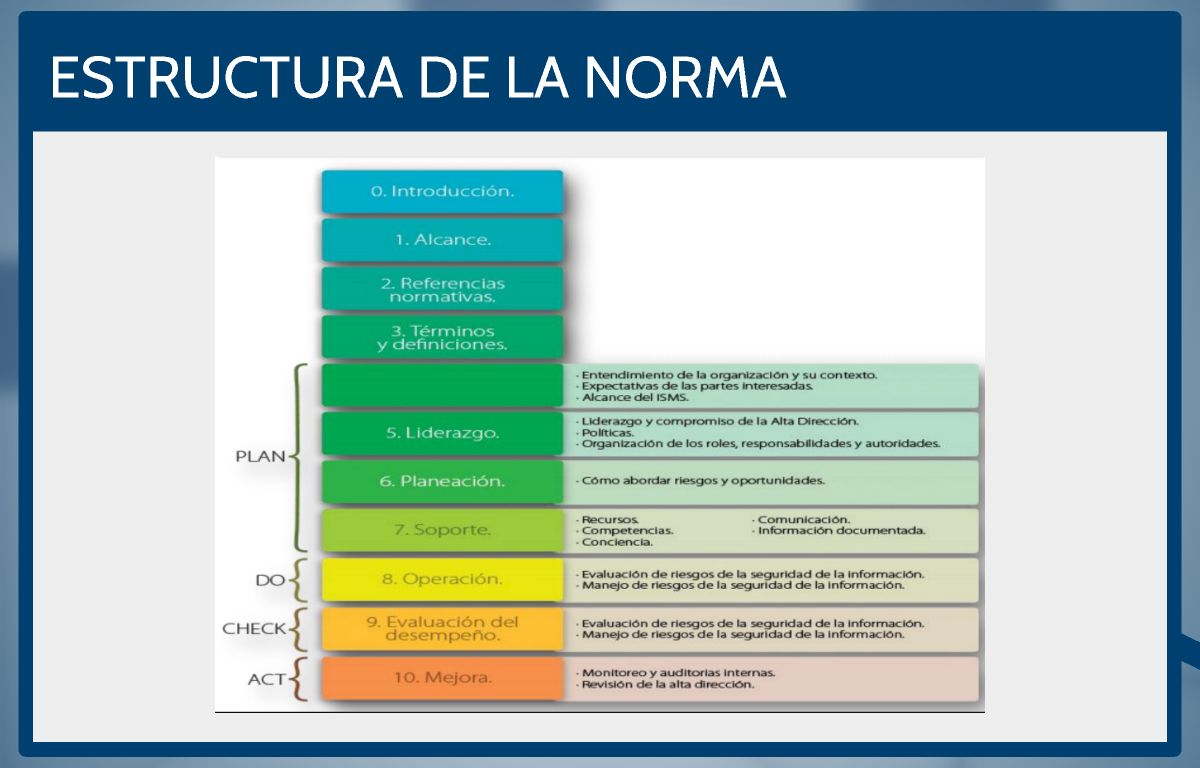 ESTRUCTURA DE LA NORMA
0. Introducción.
1. Alcance.
2. Referencias
normativas.
3. Términos
y definiciones.
PLAN
· Entendimiento de la organización y su contexto.
· Expectativas de las partes interesadas.
· Alcance del ISMS.
5. Liderazgo.
· Liderazgo y compromiso de la Alta Dirección.
· Políticas.
· Organización de los roles, responsabilidades y autoridades.
6. Planeación.
· Cómo abordar riesgos y oportunidades.
7. Soporte.
· Recursos.
· Competencias.
· Conciencia.
· Comunicación.
· Información documentada.
DO
8. Operación.
· Evaluación de riesgos de la seguridad de la información.
· Manejo de riesgos de la seguridad de la información.
CHECK
9. Evaluación del
desempeño.
· Evaluación de riesgos de la seguridad de la información.
· Manejo de riesgos de la seguridad de la información.
ACT
10. Mejora.
· Monitoreo y auditorias internas.
· Revisión de la alta dirección.